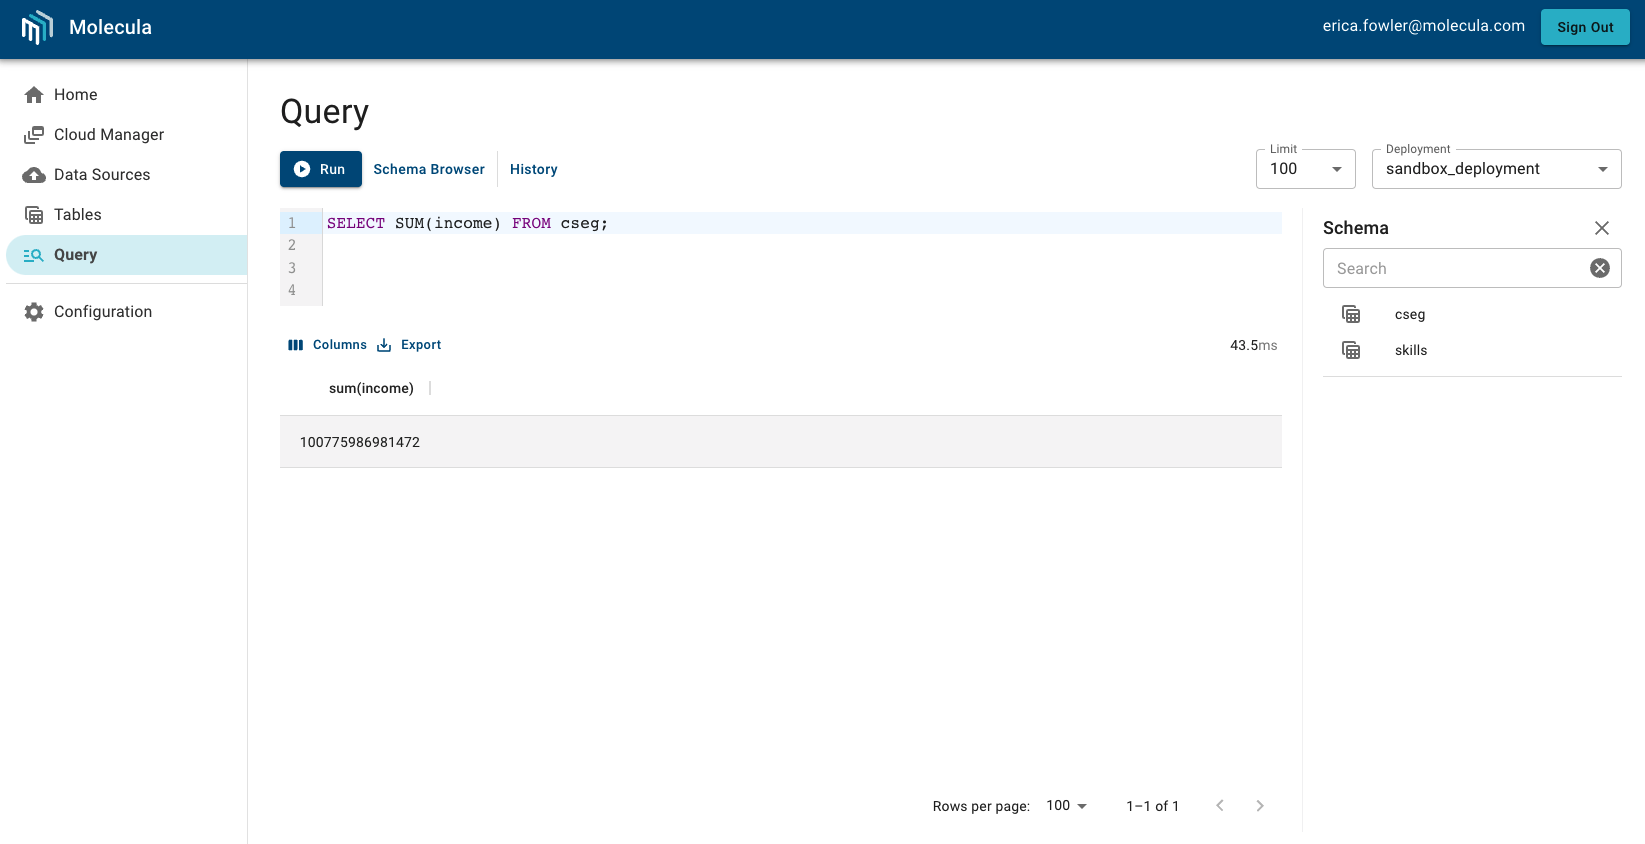 Molecula
erica.fowler@molecula.com
Sign Out
Home
Cloud Manager
Data Sources
Tables
Query
Configuration
Query
Run
Schema Browser
History
Limit
100
Deployment
sandbox_deployment
1 SELECT SUM(income) FROM cseg;
2
3
4
Columns
Export
43.5ms
sum(income)
100775986981472
Rows per page: 100
1–1 of 1
Schema
Search
cseg
skills